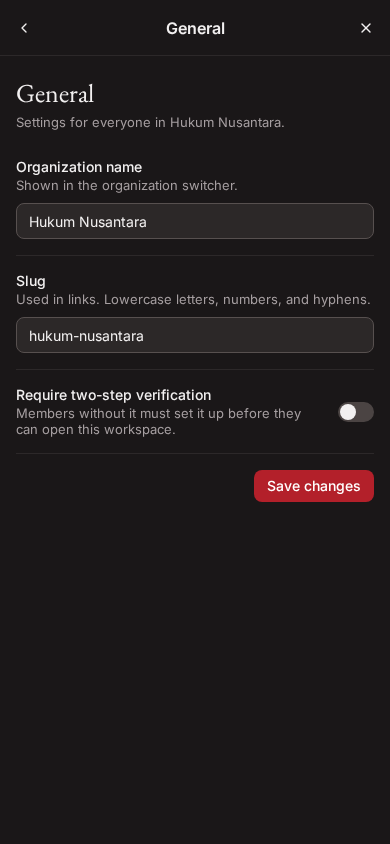 General
General
Settings for everyone in Hukum Nusantara.
Organization name
Shown in the organization switcher.
Hukum Nusantara
Slug
Used in links. Lowercase letters, numbers, and hyphens.
hukum-nusantara
Require two-step verification
Members without it must set it up before they
can open this workspace.
Save changes